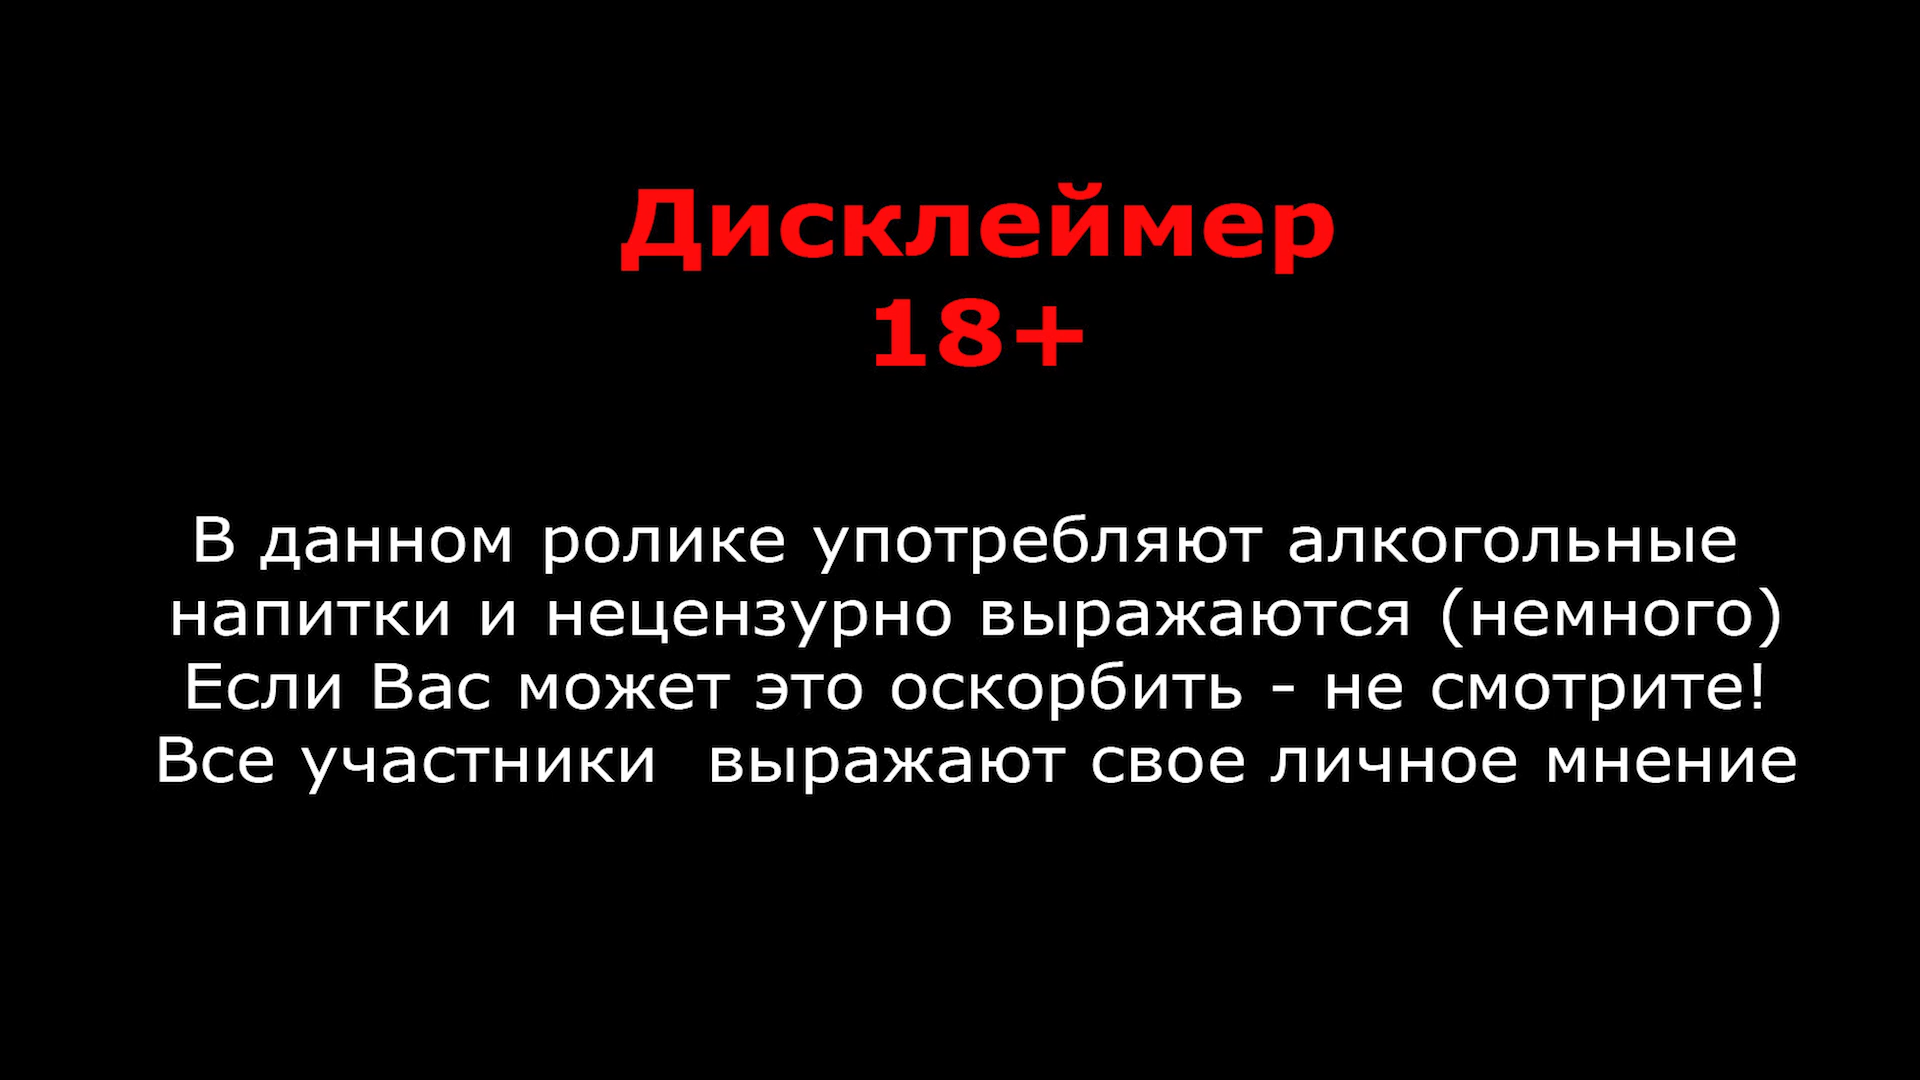 Дисклеймер
18+
В данном ролике употребляют алкогольные
напитки и нецензурно выражаются (немного)
Если Вас может это оскорбить - не смотрите!
Все участники  выражают свое личное мнение